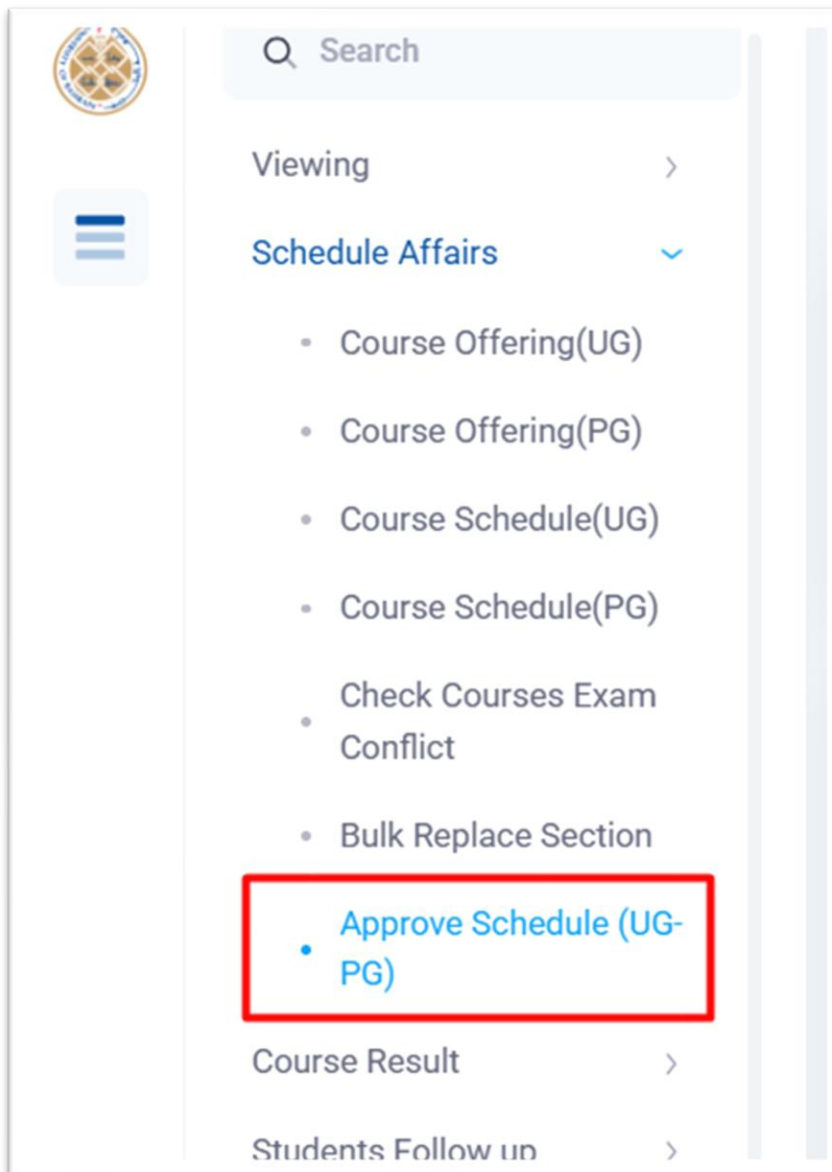 Search
Viewing
Schedule Affairs
Course Offering(UG)
Course Offering(PG)
Course Schedule(UG)
Course Schedule(PG)
Check Courses Exam
Conflict
Bulk Replace Section
Approve Schedule (UG-
PG)
Course Result
Students Follow up